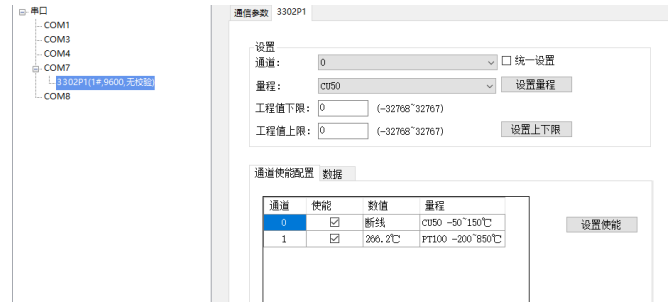 串口
COM1
COM3
COM4
COM7
3302P1(1#,9600,无校验)
COM8
通信参数 3302P1
设置
通道: 0 统一设置
量程: CU50 设置量程
工程值下限: 0 (-32768~32767)
工程值上限: 0 (-32768~32767) 设置上下限
通道使能配置 数据
通道 使能 数值 量程
0 断线 CU50 -50~150℃
1 266.2℃ PT100 -200~850℃
设置使能